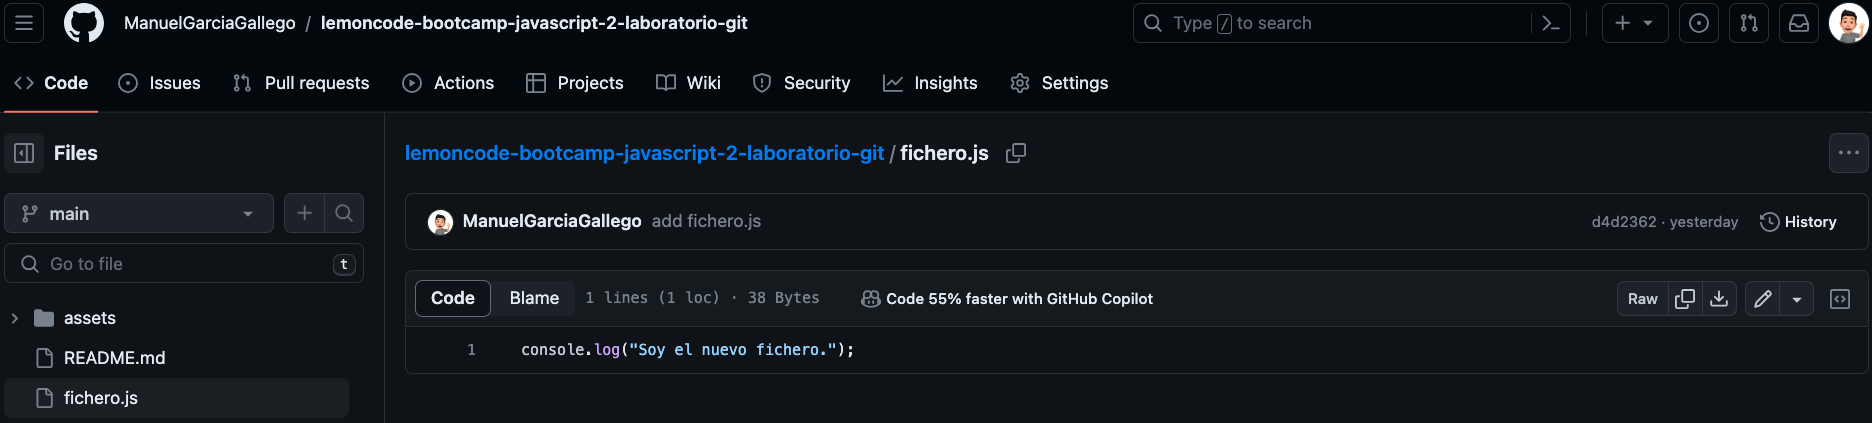 ManuelGarciaGallego / lemoncode-bootcamp-javascript-2-laboratorio-git Type / to search
Code Issues Pull requests Actions Projects Wiki Security Insights Settings
Files
main
Go to file t
assets
README.md
fichero.js
lemoncode-bootcamp-javascript-2-laboratorio-git / fichero.js
ManuelGarciaGallego add fichero.js d4d2362 · yesterday History
Code Blame 1 lines (1 loc) · 38 Bytes Code 55% faster with GitHub Copilot Raw
1 console.log("Soy el nuevo fichero.");